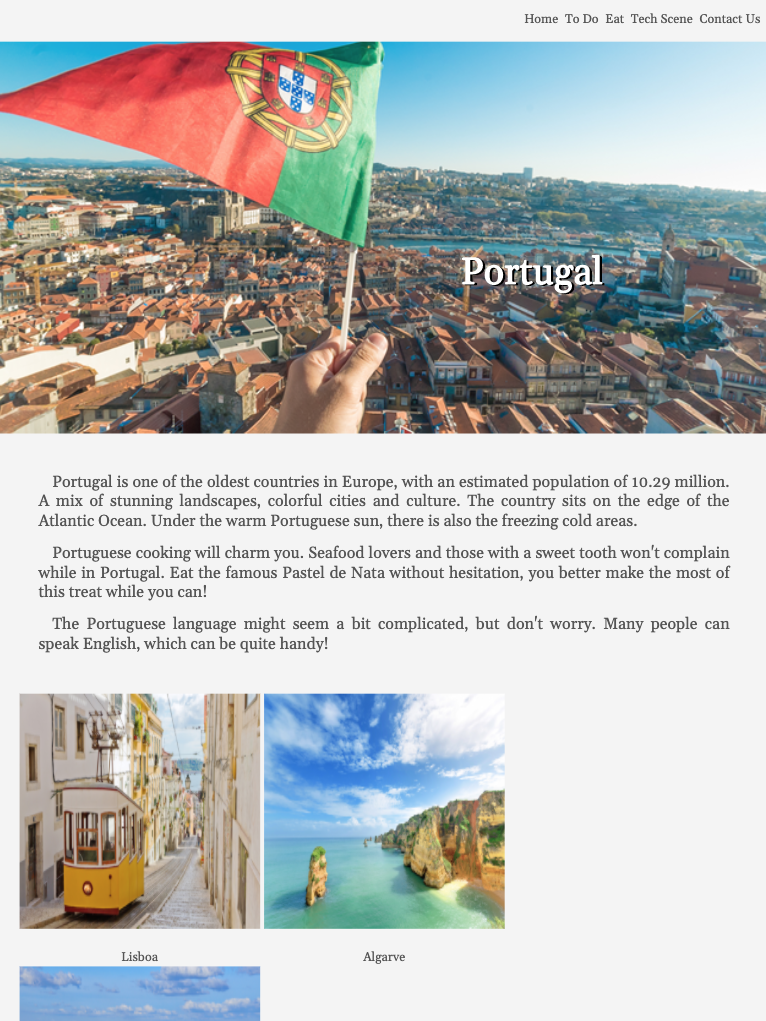 Home To Do Eat Tech Scene Contact Us
Portugal
Portugal is one of the oldest countries in Europe, with an estimated population of 10.29 million.
A mix of stunning landscapes, colorful cities and culture. The country sits on the edge of the
Atlantic Ocean. Under the warm Portuguese sun, there is also the freezing cold areas.
Portuguese cooking will charm you. Seafood lovers and those with a sweet tooth won't complain
while in Portugal. Eat the famous Pastel de Nata without hesitation, you better make the most of
this treat while you can!
The Portuguese language might seem a bit complicated, but don't worry. Many people can
speak English, which can be quite handy!
Lisboa
Algarve